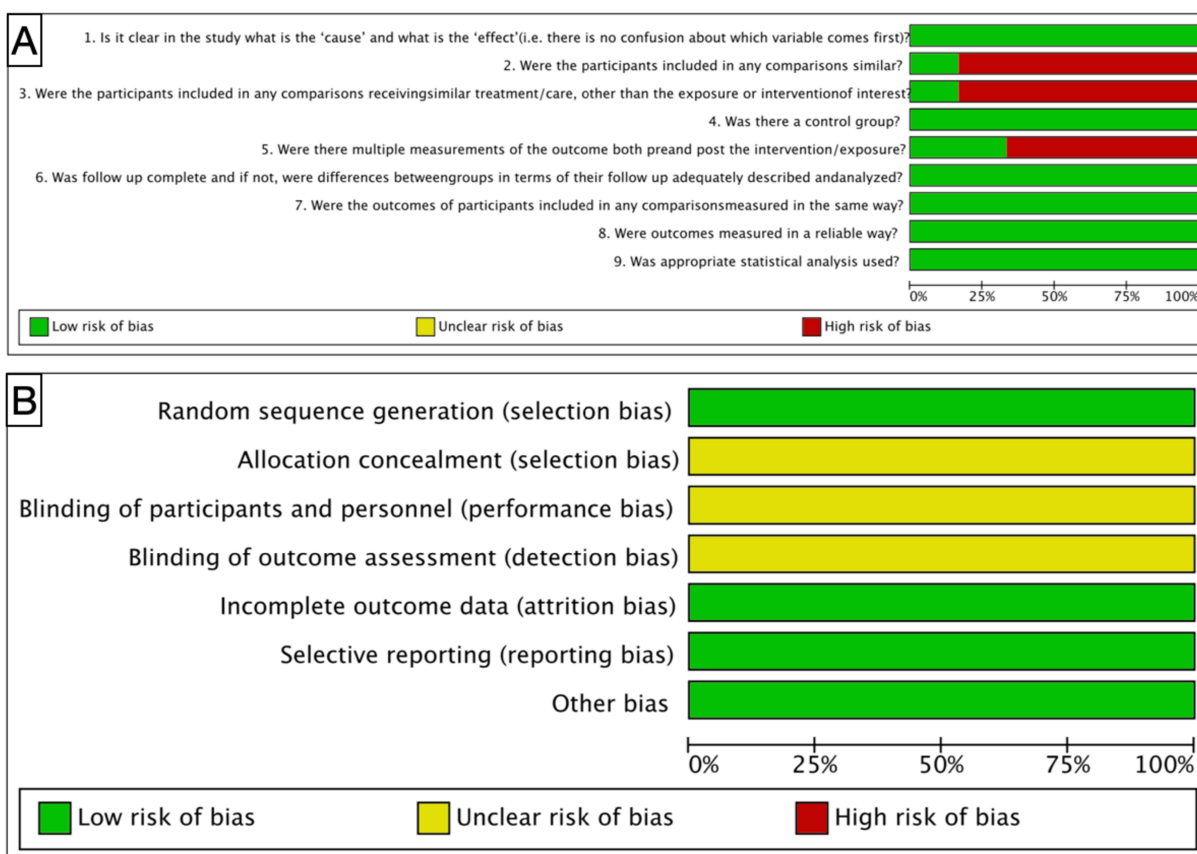 A
1. Is it clear in the study what is the ‘cause’ and what is the ‘effect’(i.e. there is no confusion about which variable comes first)?
2. Were the participants included in any comparisons similar?
3. Were the participants included in any comparisons receivingsimilar treatment/care, other than the exposure or interventionof interest?
4. Was there a control group?
5. Were there multiple measurements of the outcome both preand post the intervention/exposure?
6. Was follow up complete and if not, were differences betweengroups in terms of their follow up adequately described andanalyzed?
7. Were the outcomes of participants included in any comparisonsmeasured in the same way?
8. Were outcomes measured in a reliable way?
9. Was appropriate statistical analysis used?
0% 25% 50% 75% 100%
Low risk of bias Unclear risk of bias High risk of bias
B
Random sequence generation (selection bias)
Allocation concealment (selection bias)
Blinding of participants and personnel (performance bias)
Blinding of outcome assessment (detection bias)
Incomplete outcome data (attrition bias)
Selective reporting (reporting bias)
Other bias
0% 25% 50% 75% 100%
Low risk of bias Unclear risk of bias High risk of bias